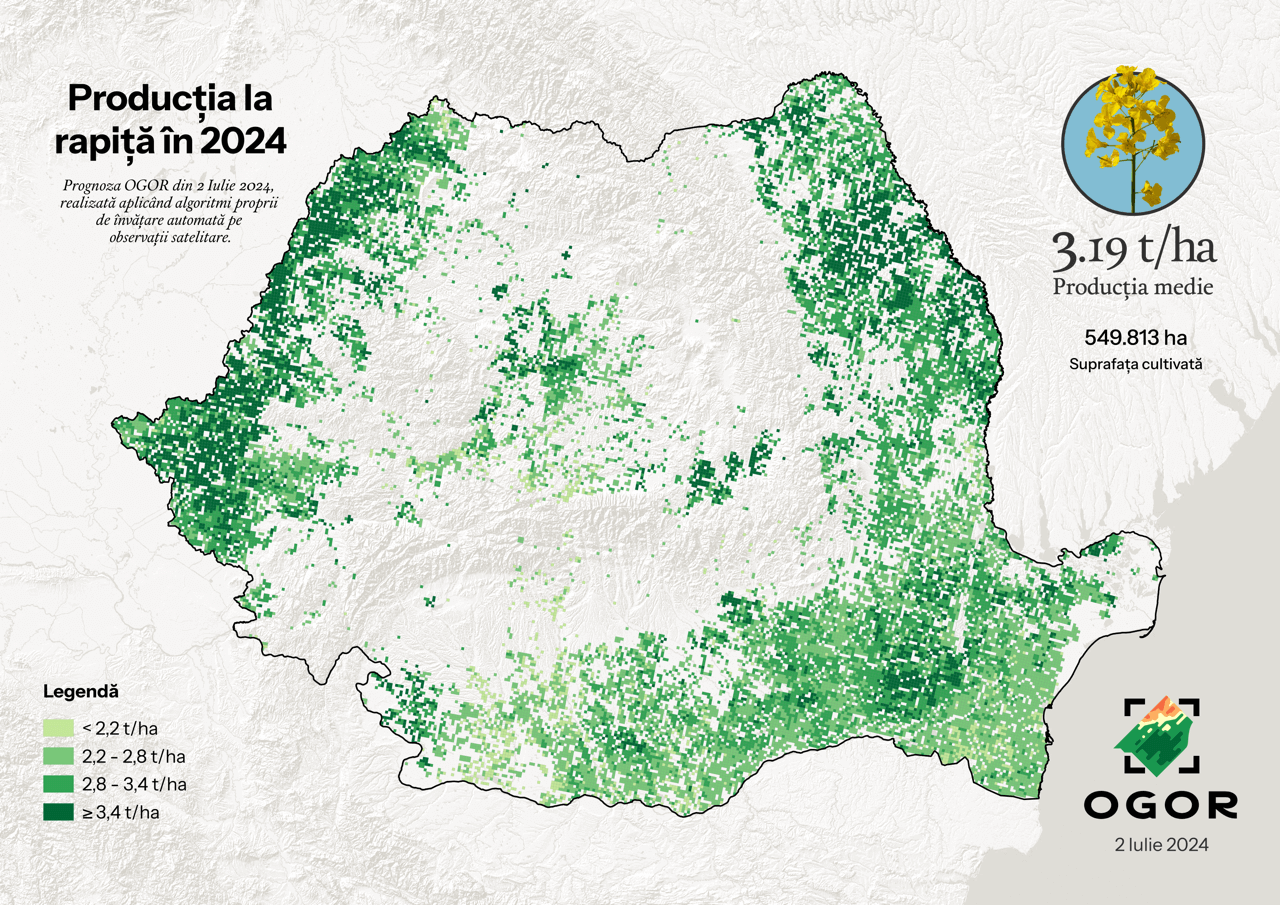 Producția la
rapiță în 2024
Prognoza OGOR din 2 Iulie 2024,
realizată aplicând algoritmi proprii
de învățare automată pe
observații satelitare.
3.19 t/ha
Producția medie
549.813 ha
Suprafața cultivată
Legendă
< 2,2 t/ha
2,2 - 2,8 t/ha
2,8 - 3,4 t/ha
≥ 3,4 t/ha
OGOR
2 Iulie 2024